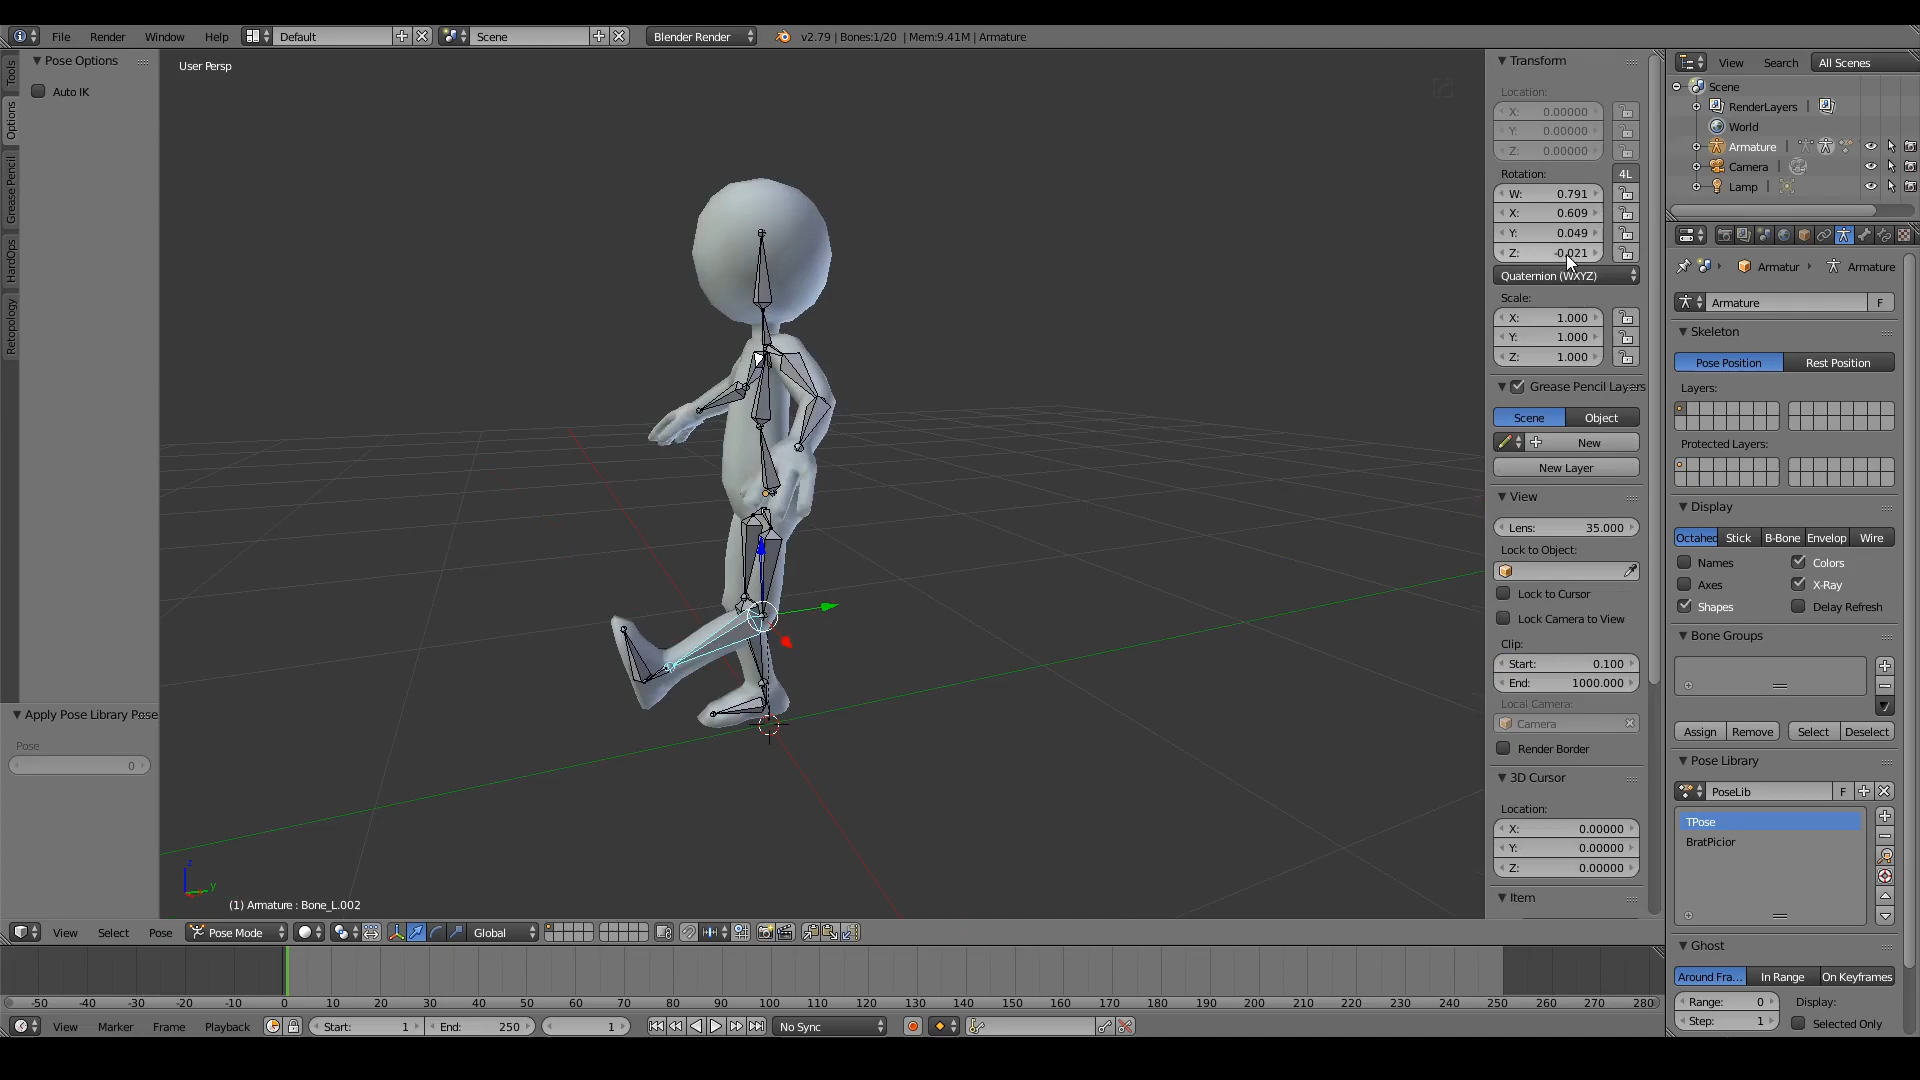 File Render Window Help Default Scene Blender Render v2.79 | Bones:1/20 | Mem:9.41M | Armature
Tools
Options
Grease Pencil
HardOps
Retopology
Pose Options
Auto IK
Apply Pose Library Pose
Pose
0
User Persp
z
y
(1) Armature : Bone_L.002
Transform
Location:
X: 0.00000
Y: 0.00000
Z: 0.00000
Rotation: 4L
W: 0.791
X: 0.609
Y: 0.049
Z: -0.021
Quaternion (WXYZ)
Scale:
X: 1.000
Y: 1.000
Z: 1.000
Grease Pencil Layers
Scene Object
New
New Layer
View
Lens: 35.000
Lock to Object:
Lock to Cursor
Lock Camera to View
Clip:
Start: 0.100
End: 1000.000
Local Camera:
Camera
Render Border
3D Cursor
Location:
X: 0.00000
Y: 0.00000
Z: 0.00000
Item
View Search All Scenes
Scene
RenderLayers
World
Armature
Camera
Lamp
Armatur Armature
Armature F
Skeleton
Pose Position Rest Position
Layers:
Protected Layers:
Display
Octahed Stick B-Bone Envelop Wire
Names Colors
Axes X-Ray
Shapes Delay Refresh
Bone Groups
Assign Remove Select Deselect
Pose Library
PoseLib F
TPose
BratPicior
Ghost
Around Fra... In Range On Keyframes
Range: 0 Display:
Step: 1 Selected Only
View Select Pose Pose Mode Global
-50 -40 -30 -20 -10 0 10 20 30 40 50 60 70 80 90 100 110 120 130 140 150 160 170 180 190 200 210 220 230 240 250 260 270 280
View Marker Frame Playback Start: 1 End: 250 1 No Sync